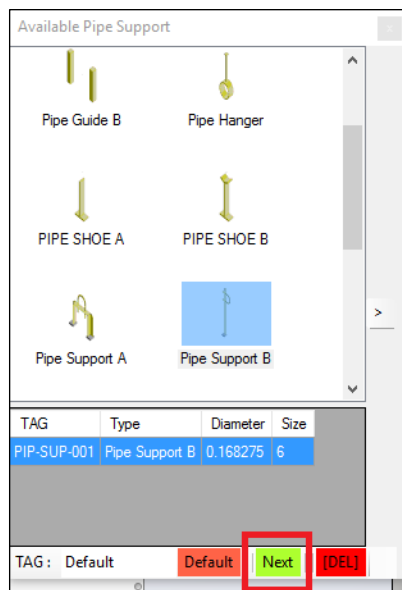 Available Pipe Support
x
Pipe Guide B Pipe Hanger
PIPE SHOE A PIPE SHOE B
>
Pipe Support A Pipe Support B
TAG Type Diameter Size
PIP-SUP-001 Pipe Support B 0.168275 6
TAG : Default Default Next [DEL]